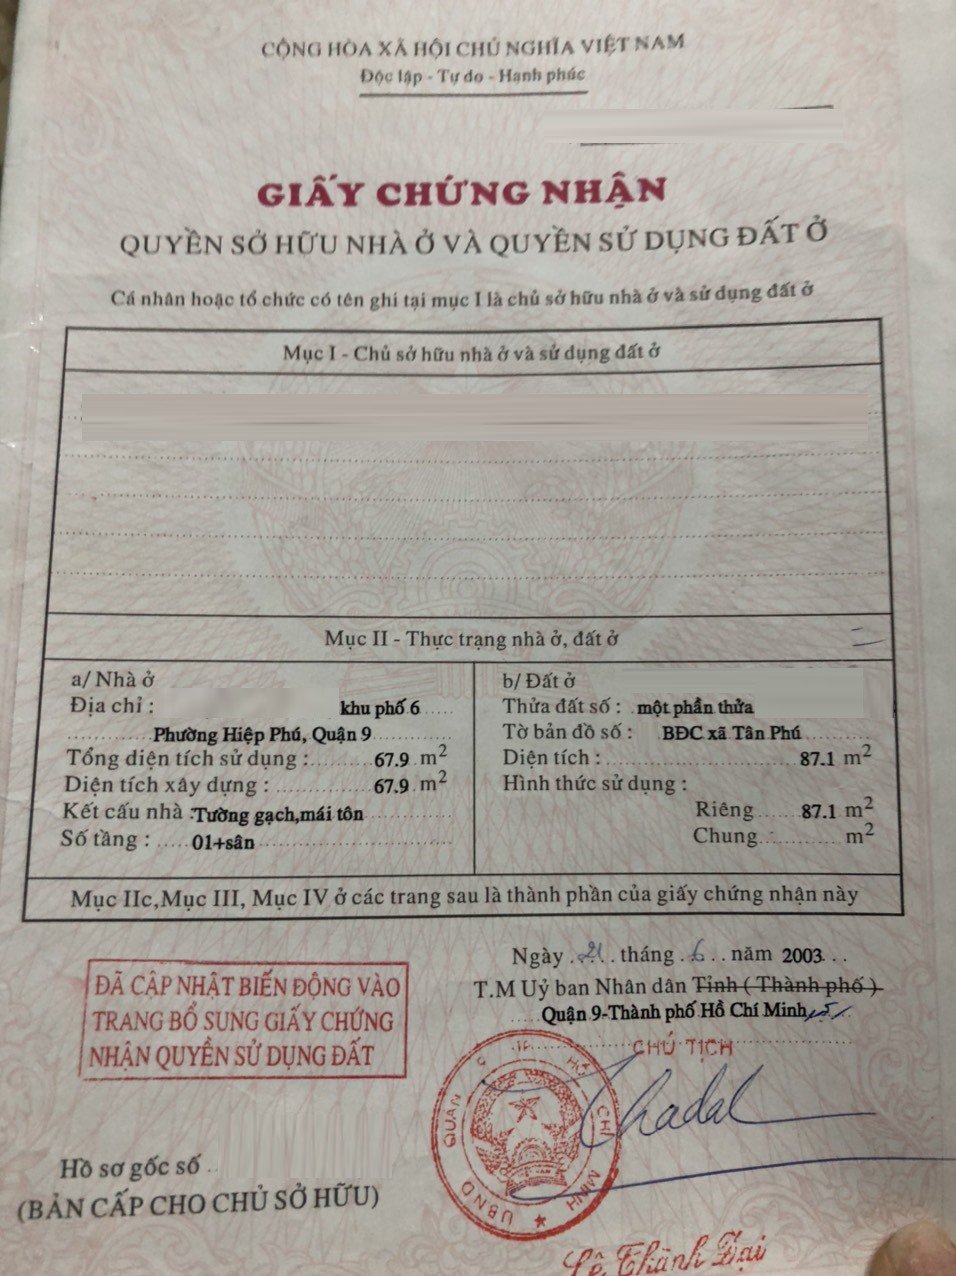 CỘNG HÒA XÃ HỘI CHỦ NGHĨA VIỆT NAM
Độc lập - Tự do - Hạnh phúc
GIẤY CHỨNG NHẬN
QUYỀN SỞ HỮU NHÀ Ở VÀ QUYỀN SỬ DỤNG ĐẤT Ở
Cá nhân hoặc tổ chức có tên ghi tại mục I là chủ sở hữu nhà ở và sử dụng đất ở
Mục I - Chủ sở hữu nhà ở và sử dụng đất ở
Mục II - Thực trạng nhà ở, đất ở
a/ Nhà ở
Địa chỉ : khu phố 6
Phường Hiệp Phú, Quận 9
Tổng diện tích sử dụng : 67.9 m²
Diện tích xây dựng : 67.9 m²
Kết cấu nhà : Tường gạch,mái tôn
Số tầng : 01+sân
b/ Đất ở
Thửa đất số : một phần thửa
Tờ bản đồ số : BĐC xã Tân Phú
Diện tích : 87.1 m²
Hình thức sử dụng :
Riêng 87.1 m²
Chung m²
Mục IIc,Mục III, Mục IV ở các trang sau là thành phần của giấy chứng nhận này
Ngày 21 tháng 6 năm 2003
T.M Uỷ ban Nhân dân Tỉnh ( Thành phố )
Quận 9-Thành phố Hồ Chí Minh
CHỦ TỊCH
ĐÃ CẬP NHẬT BIẾN ĐỘNG VÀO
TRANG BỔ SUNG GIẤY CHỨNG
NHẬN QUYỀN SỬ DỤNG ĐẤT
Hồ sơ gốc số
(BẢN CẤP CHO CHỦ SỞ HỮU)
Lê Thành Đại